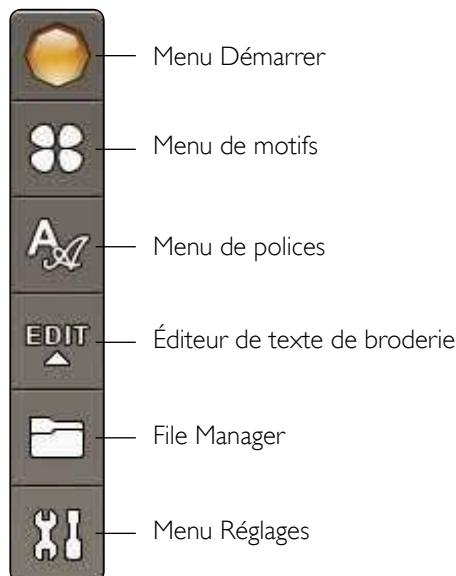 Menu Démarrer
Menu de motifs
A A Menu de polices
EDIT Éditeur de texte de broderie
File Manager
Menu Réglages